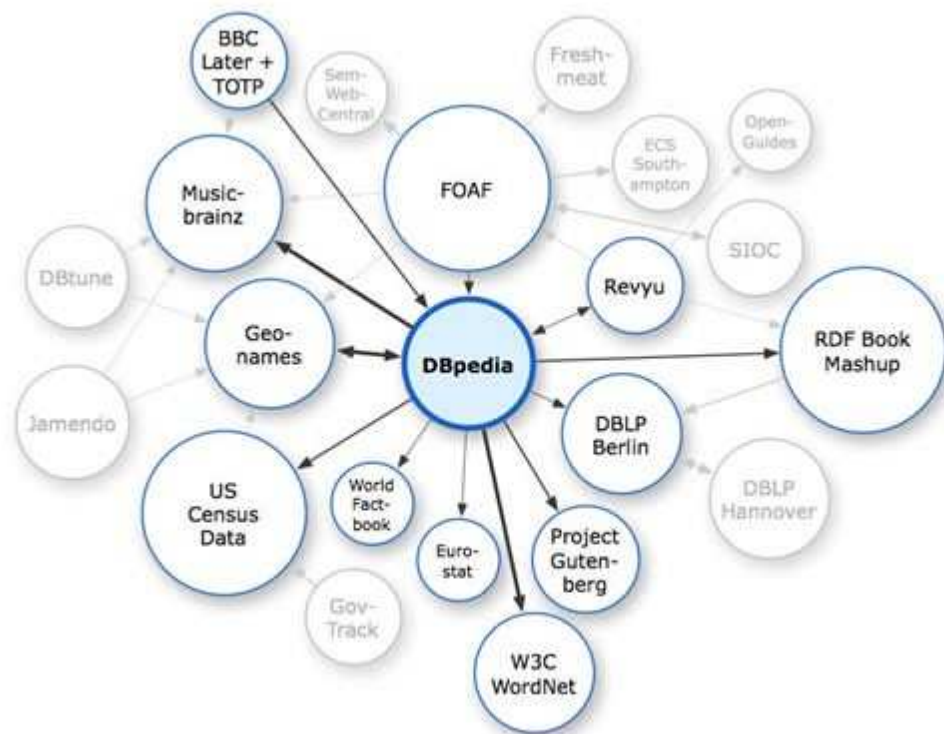 BBC
Later +
TOTP
Sem-
Web-
Central
Fresh-
meat
Open-
Guides
ECS
South-
ampton
Music-
brainz
FOAF
SIOC
DBtune
Revyu
Geo-
names
DBpedia
RDF Book
Mashup
Jamendo
DBLP
Berlin
US
Census
Data
World
Fact-
book
DBLP
Hannover
Euro-
stat
Project
Guten-
berg
Gov-
Track
W3C
WordNet